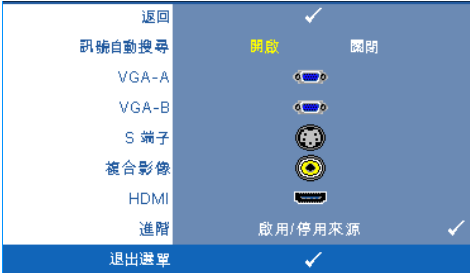 返回
訊號自動搜尋 開啟 關閉
VGA-A
VGA-B
S 端子
複合影像
HDMI
進階 啟用/停用來源
退出選單